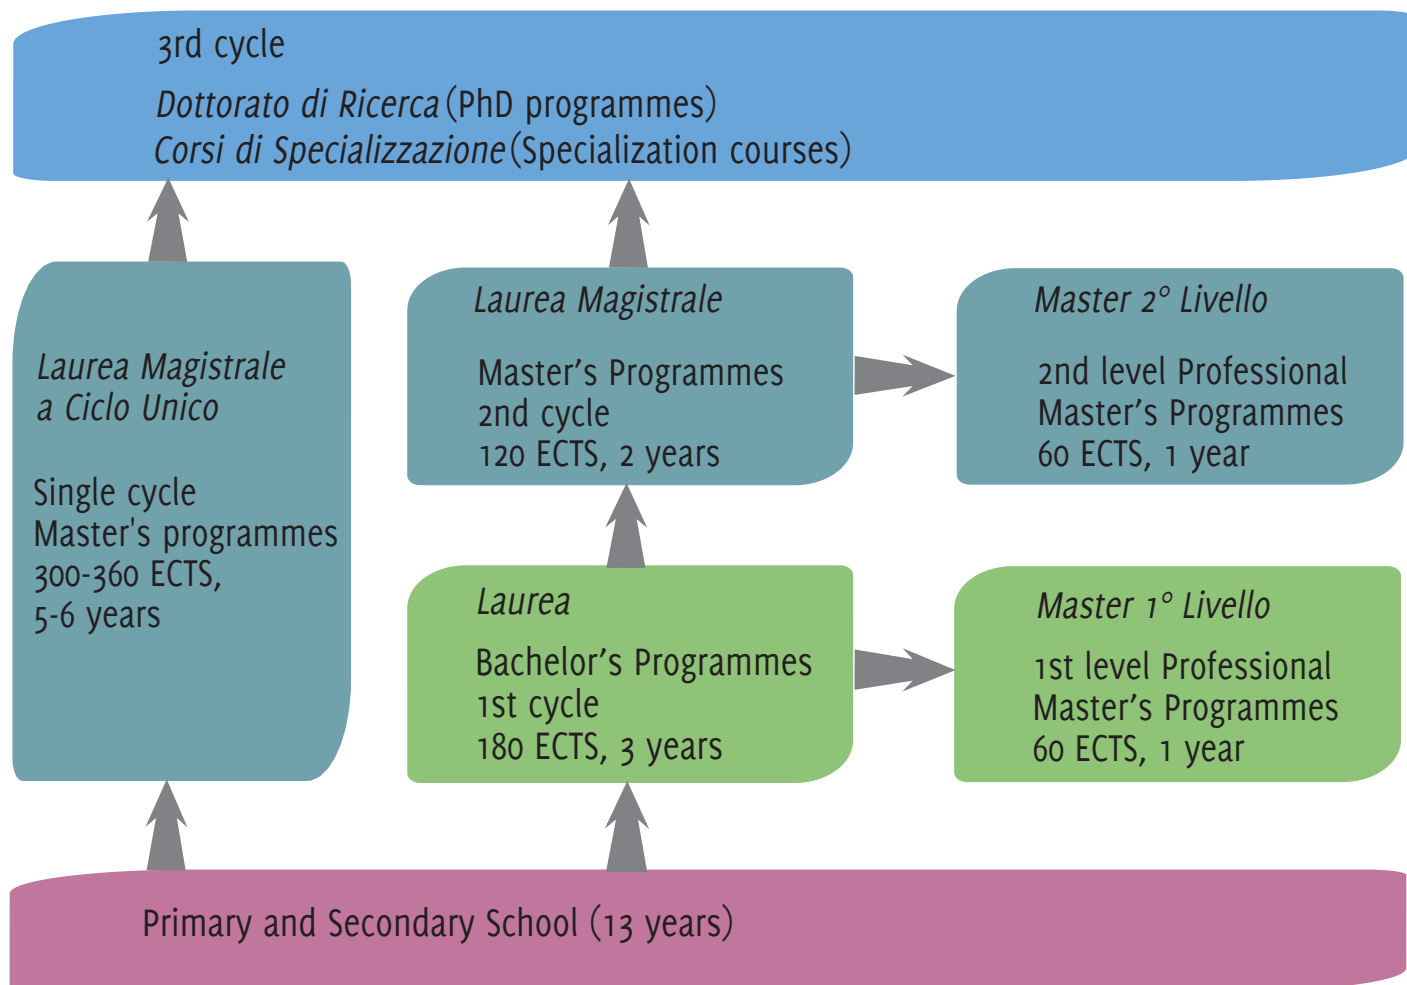 3rd cycle
Dottorato di Ricerca (PhD programmes)
Corsi di Specializzazione (Specialization courses)
Laurea Magistrale
a Ciclo Unico
Single cycle
Master's programmes
300-360 ECTS,
5-6 years
Laurea Magistrale
Master’s Programmes
2nd cycle
120 ECTS, 2 years
Master 2° Livello
2nd level Professional
Master’s Programmes
60 ECTS, 1 year
Laurea
Bachelor’s Programmes
1st cycle
180 ECTS, 3 years
Master 1° Livello
1st level Professional
Master’s Programmes
60 ECTS, 1 year
Primary and Secondary School (13 years)